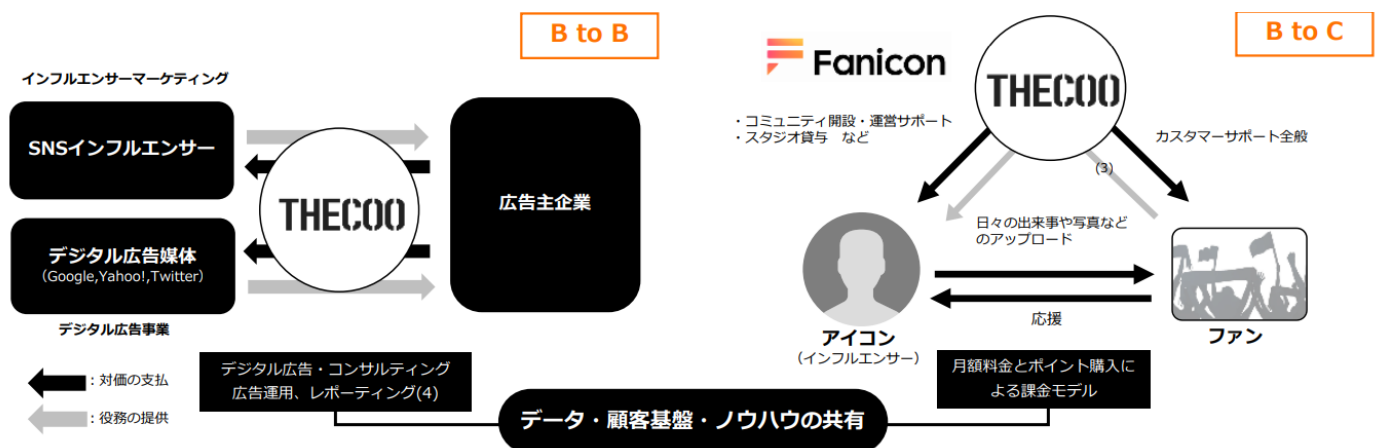 B to B
インフルエンサーマーケティング
SNSインフルエンサー
THECOO
広告主企業
デジタル広告媒体
(Google,Yahoo!,Twitter)
デジタル広告事業
：対価の支払
：役務の提供
デジタル広告・コンサルティング
広告運用、レポーティング(4)
B to C
Fanicon
THECOO
・コミュニティ開設・運営サポート
・スタジオ貸与　など
カスタマーサポート全般
(3)
日々の出来事や写真など
のアップロード
応援
アイコン
（インフルエンサー）
ファン
月額料金とポイント購入に
よる課金モデル
データ・顧客基盤・ノウハウの共有